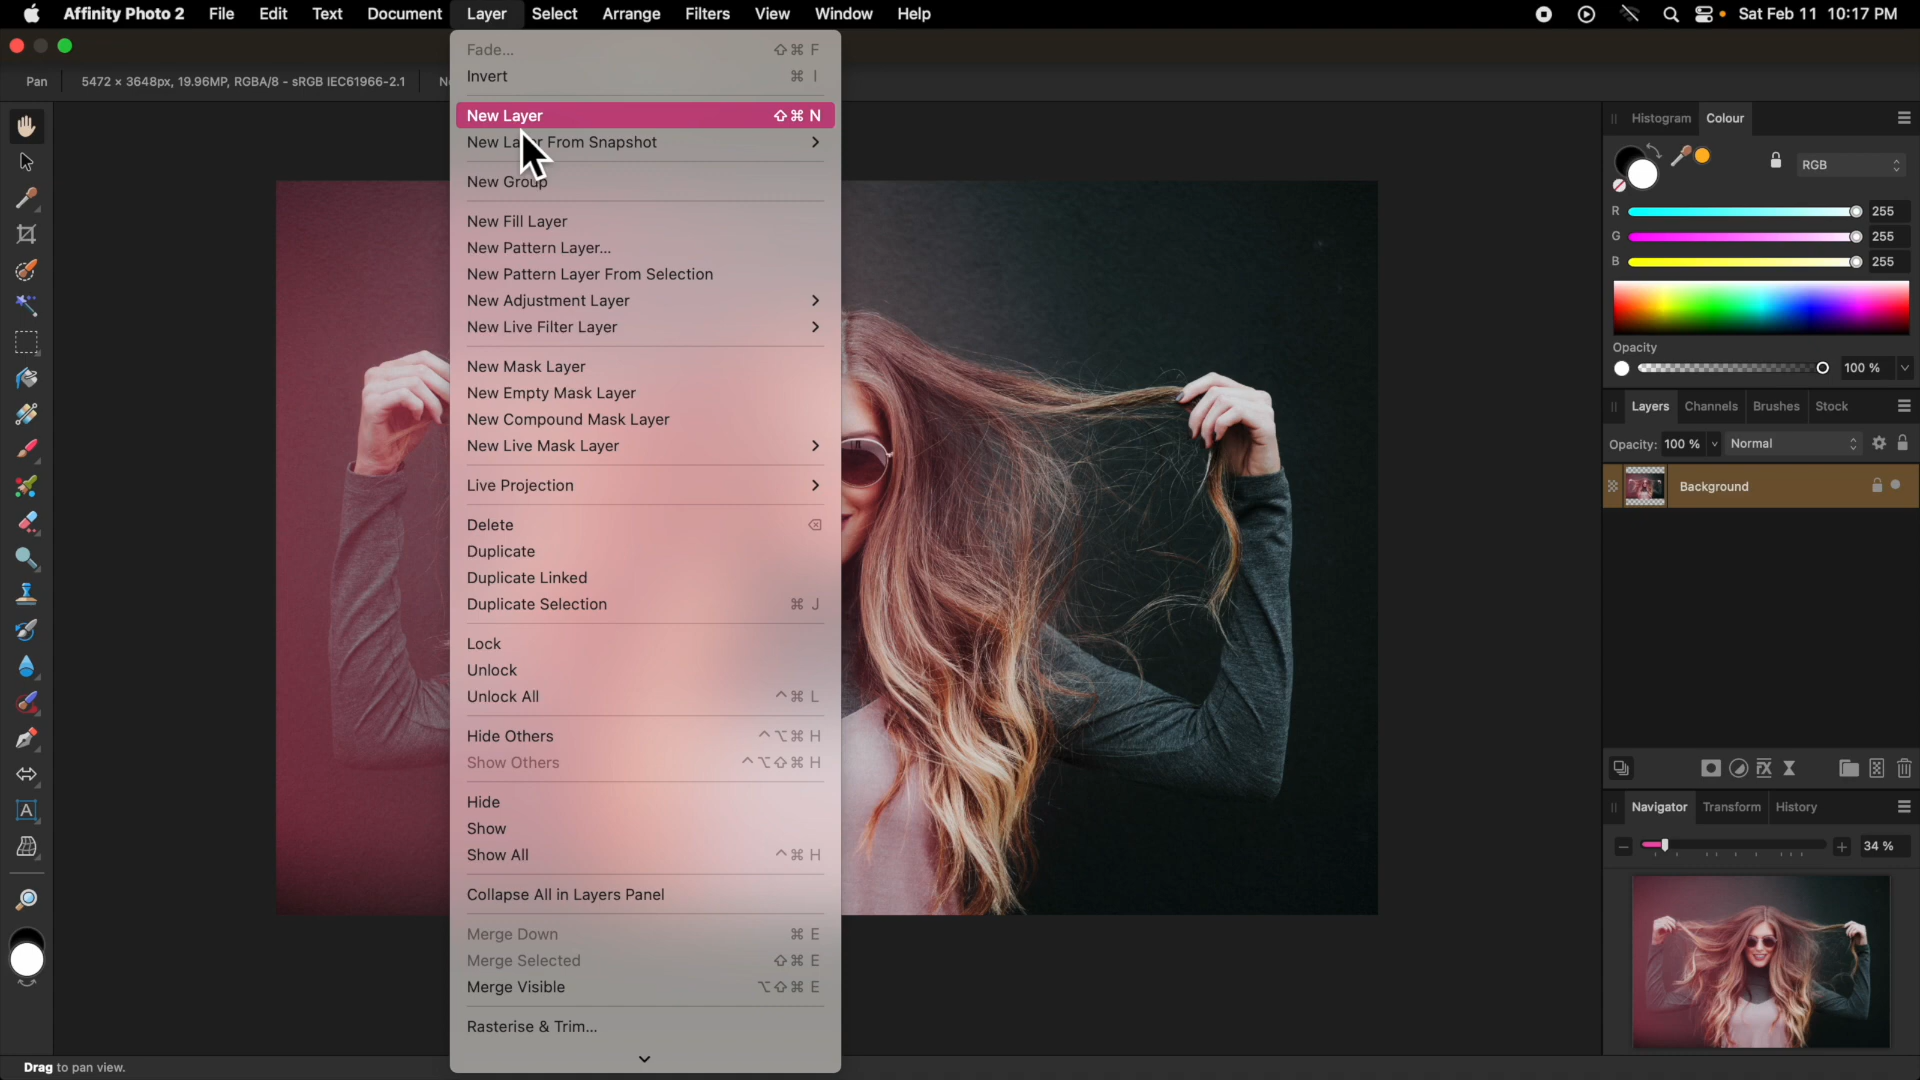 Affinity Photo 2 File Edit Text Document Layer Select Arrange Filters View Window Help Sat Feb 11 10:17 PM
Pan 5472 × 3648px, 19.96MP, RGBA/8 - sRGB IEC61966-2.1
Fade... ⇧⌘ F
Invert ⌘ I
New Layer ⇧⌘ N
New Layer From Snapshot
New Group
New Fill Layer
New Pattern Layer...
New Pattern Layer From Selection
New Adjustment Layer
New Live Filter Layer
New Mask Layer
New Empty Mask Layer
New Compound Mask Layer
New Live Mask Layer
Live Projection
Delete
Duplicate
Duplicate Linked
Duplicate Selection ⌘ J
Lock
Unlock
Unlock All ^⌘ L
Hide Others ^⌥⌘ H
Show Others ^⌥⇧⌘ H
Hide
Show
Show All ^⌘ H
Collapse All in Layers Panel
Merge Down ⌘ E
Merge Selected ⇧⌘ E
Merge Visible ⌥⇧⌘ E
Rasterise & Trim...
Histogram Colour
RGB
R 255
G 255
B 255
Opacity
100 %
Layers Channels Brushes Stock
Opacity: 100 % Normal
Background
Navigator Transform History
34 %
Drag to pan view.